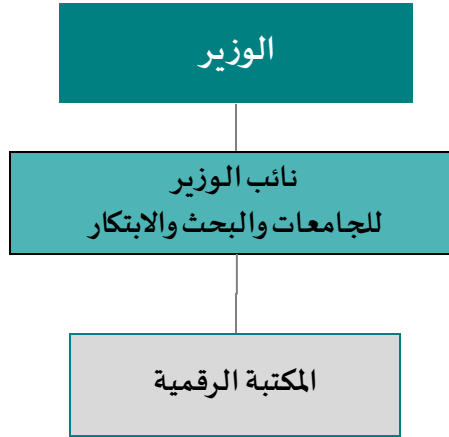 الوزير
نائب الوزير
للجامعات والبحث والابتكار
المكتبة الرقمية